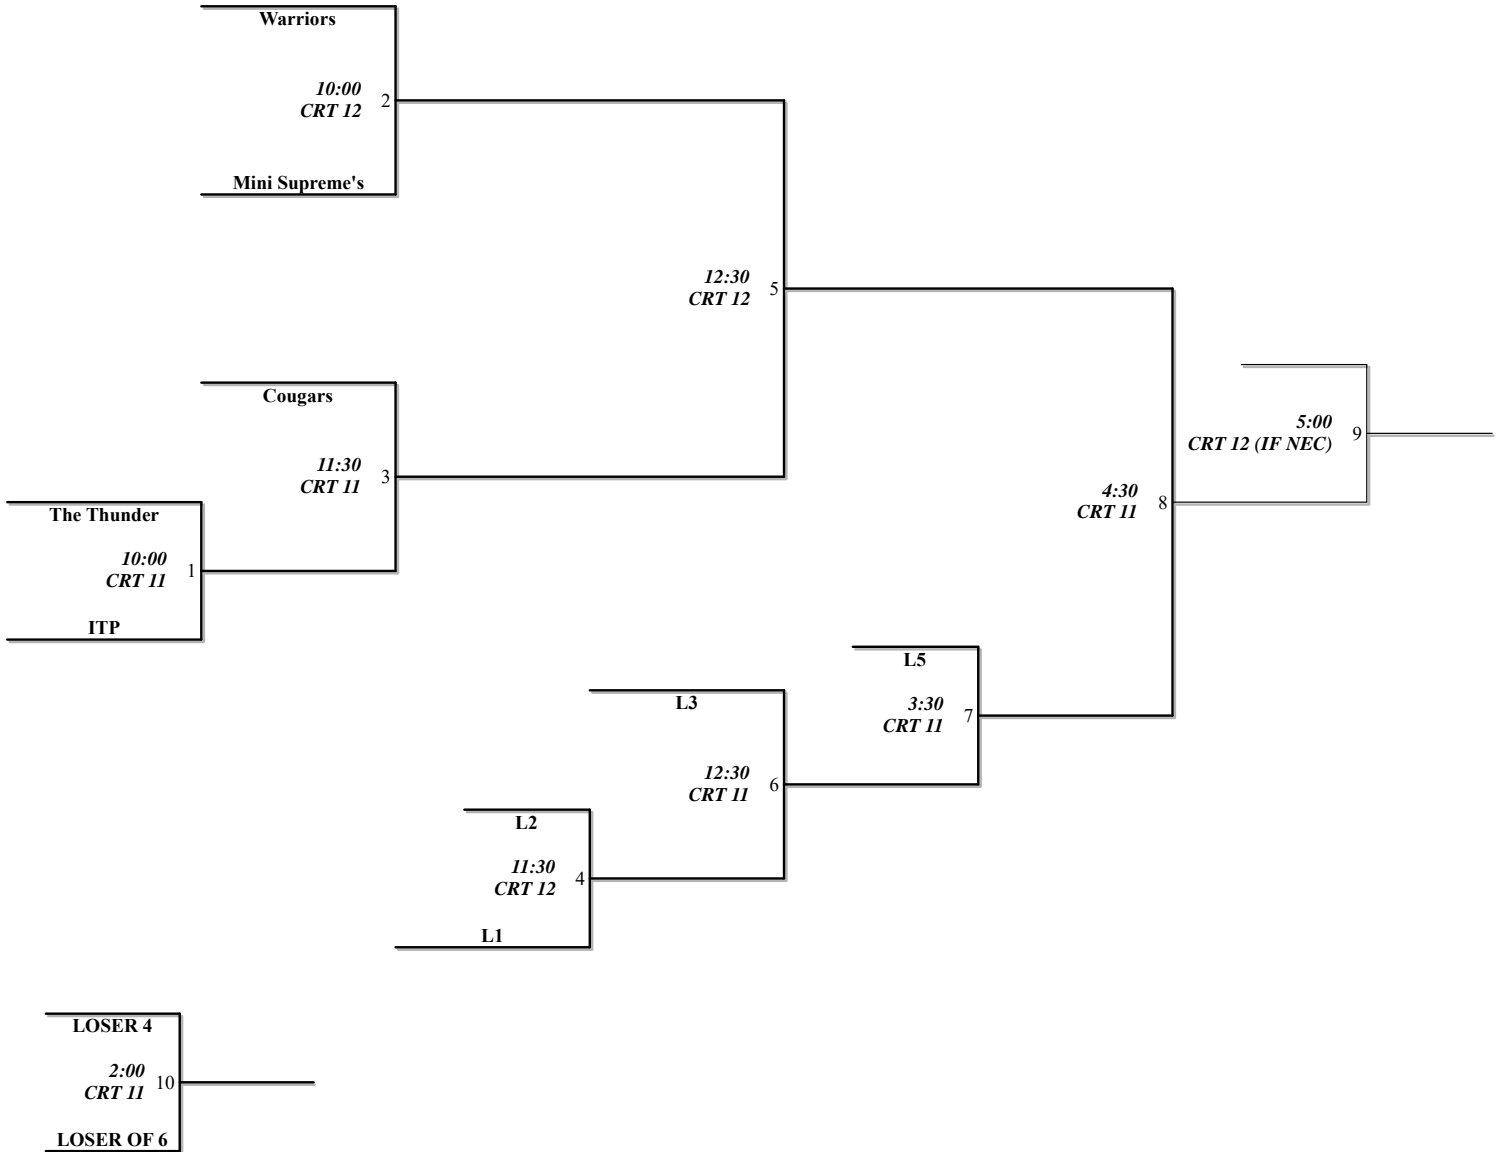 Warriors
10:00
CRT 12
2
Mini Supreme's
12:30
CRT 12
5
Cougars
11:30
CRT 11
3
The Thunder
10:00
CRT 11
1
ITP
5:00
CRT 12 (IF NEC)
9
4:30
CRT 11
8
L5
3:30
CRT 11
7
L3
12:30
CRT 11
6
L2
11:30
CRT 12
4
L1
LOSER 4
2:00
CRT 11
10
LOSER OF 6